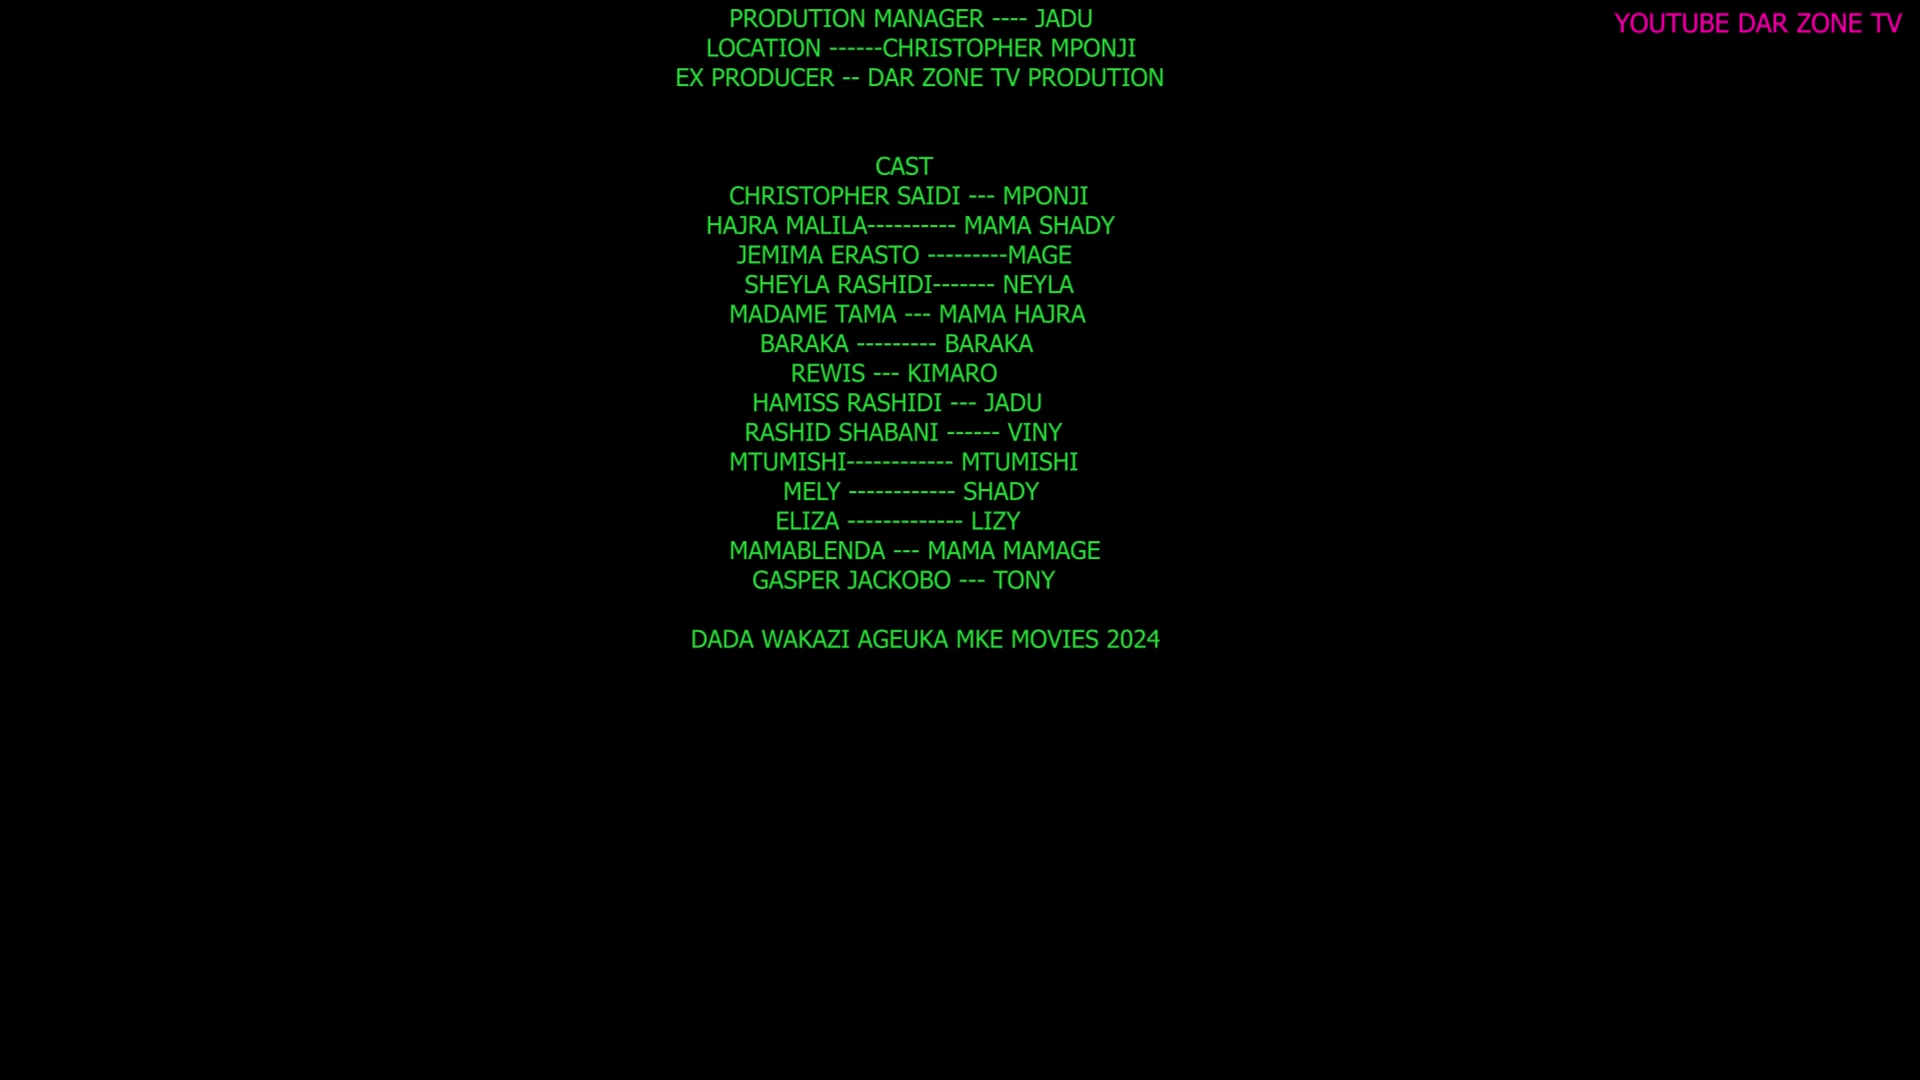 YOUTUBE DAR ZONE TV
PRODUTION MANAGER ---- JADU
LOCATION ------CHRISTOPHER MPONJI
EX PRODUCER -- DAR ZONE TV PRODUTION
CAST
CHRISTOPHER SAIDI --- MPONJI
HAJRA MALILA---------- MAMA SHADY
JEMIMA ERASTO ---------MAGE
SHEYLA RASHIDI------- NEYLA
MADAME TAMA --- MAMA HAJRA
BARAKA --------- BARAKA
REWIS --- KIMARO
HAMISS RASHIDI --- JADU
RASHID SHABANI ------ VINY
MTUMISHI------------ MTUMISHI
MELY ------------ SHADY
ELIZA ------------- LIZY
MAMABLENDA --- MAMA MAMAGE
GASPER JACKOBO --- TONY
DADA WAKAZI AGEUKA MKE MOVIES 2024